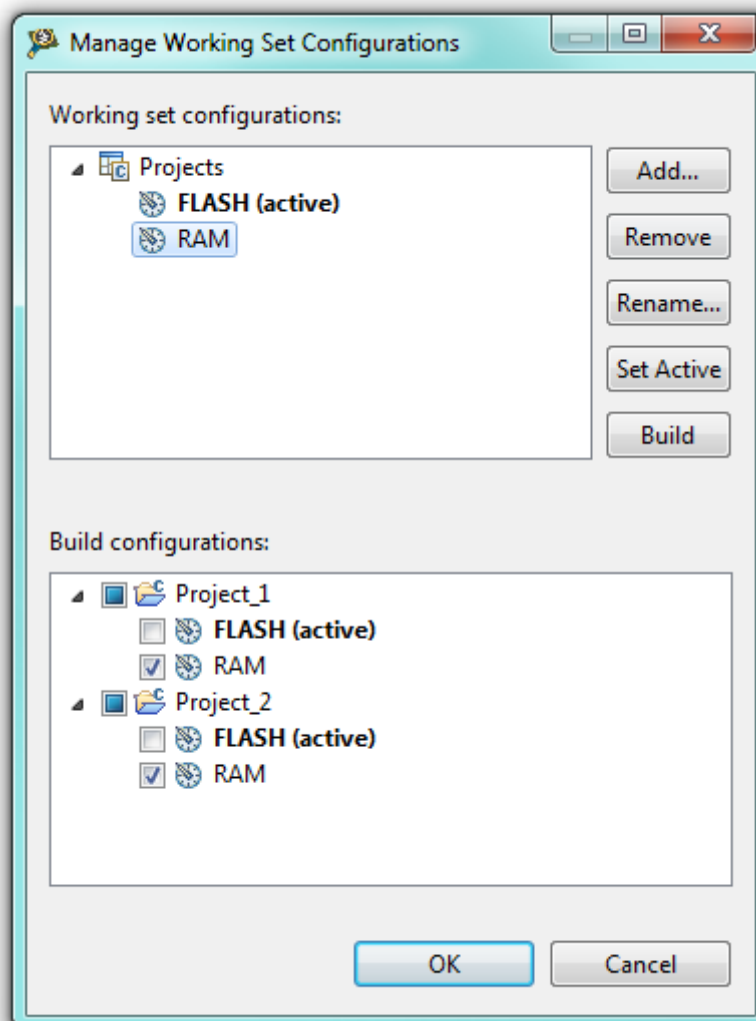 Manage Working Set Configurations
Working set configurations:
Projects
FLASH (active)
RAM
Add...
Remove
Rename...
Set Active
Build
Build configurations:
Project_1
FLASH (active)
RAM
Project_2
FLASH (active)
RAM
OK
Cancel